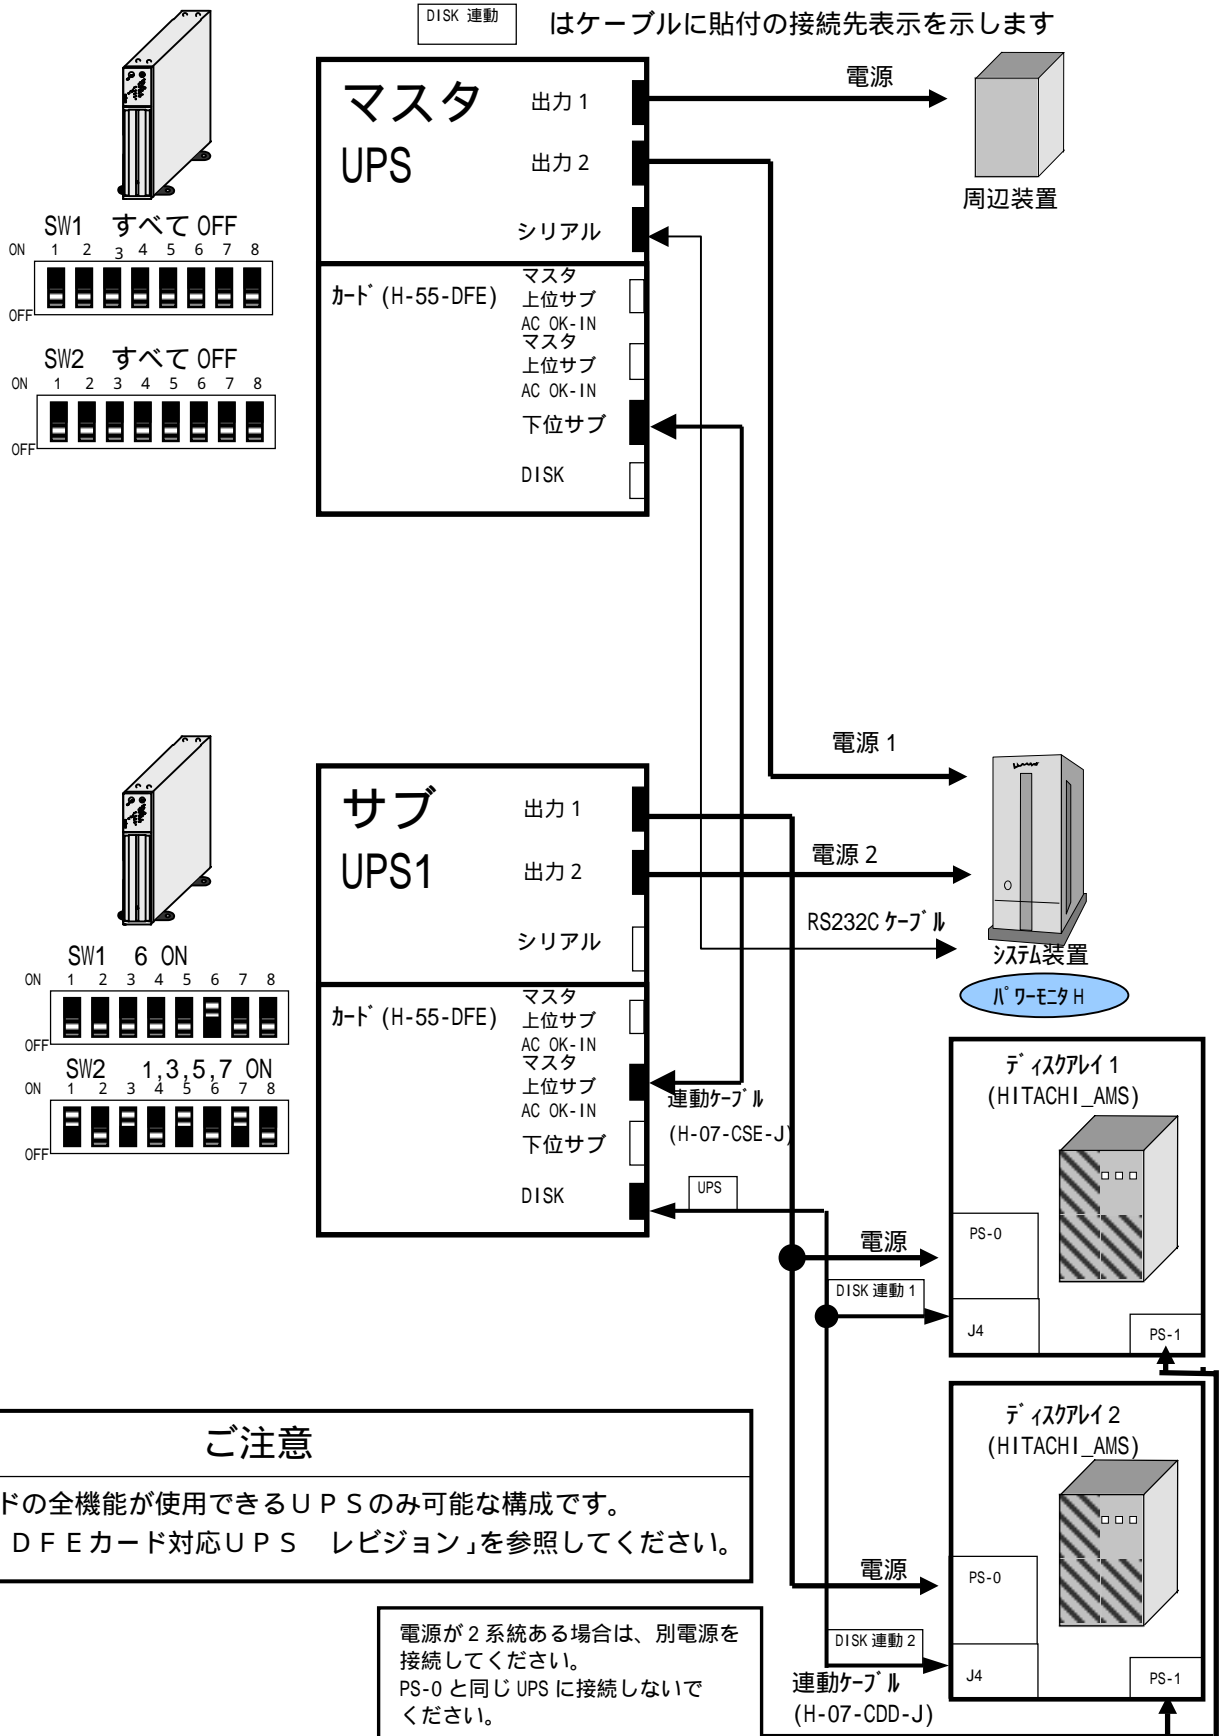 DISK 連動
はケーブルに貼付の接続先表示を示します
マスタ
UPS
出力 1
出力 2
シリアル
電源
周辺装置
SW1 すべて OFF
ON 1 2 3 4 5 6 7 8
OFF
SW2 すべて OFF
ON 1 2 3 4 5 6 7 8
OFF
ｶｰﾄﾞ (H-55-DFE)
マスタ
上位サブ
AC OK-IN
マスタ
上位サブ
AC OK-IN
下位サブ
DISK
サブ
UPS1
出力 1
出力 2
シリアル
電源 1
電源 2
RS232C ｹｰﾌﾞﾙ
ｼｽﾃﾑ装置
ﾊﾟﾜｰﾓﾆﾀ H
SW1 6 ON
ON 1 2 3 4 5 6 7 8
OFF
SW2 1,3,5,7 ON
ON 1 2 3 4 5 6 7 8
OFF
ｶｰﾄﾞ (H-55-DFE)
マスタ
上位サブ
AC OK-IN
マスタ
上位サブ
AC OK-IN
下位サブ
DISK
連動ｹｰﾌﾞﾙ
(H-07-CSE-J)
UPS
ﾃﾞｨｽｸｱﾚｲ 1
(HITACHI_AMS)
電源
PS-0
DISK 連動 1
J4
PS-1
ﾃﾞｨｽｸｱﾚｲ 2
(HITACHI_AMS)
電源
PS-0
DISK 連動 2
J4
PS-1
連動ｹｰﾌﾞﾙ
(H-07-CDD-J)
ご注意
ドの全機能が使用できるＵＰＳのみ可能な構成です。
ＤＦＥカード対応ＵＰＳ　レビジョン」を参照してください。
電源が 2 系統ある場合は、別電源を
接続してください。
PS-0 と同じ UPS に接続しないで
ください。